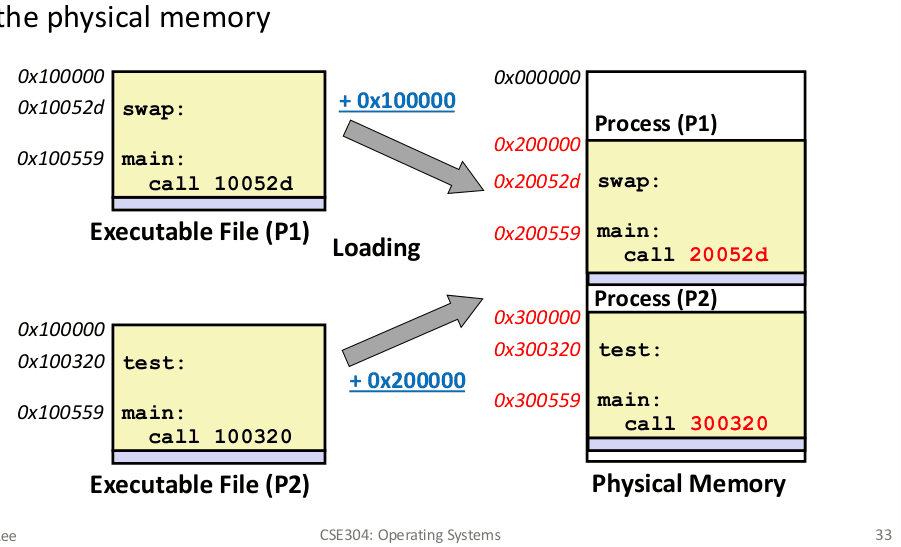 the physical memory
0x100000
0x10052d
swap:
0x100559
main:
call 10052d
Executable File (P1)
+ 0x100000
Loading
0x100000
0x100320
test:
0x100559
main:
call 100320
Executable File (P2)
+ 0x200000
0x000000
Process (P1)
0x200000
0x20052d
swap:
0x200559
main:
call 20052d
Process (P2)
0x300000
0x300320
test:
0x300559
main:
call 300320
Physical Memory
ee
CSE304: Operating Systems
33